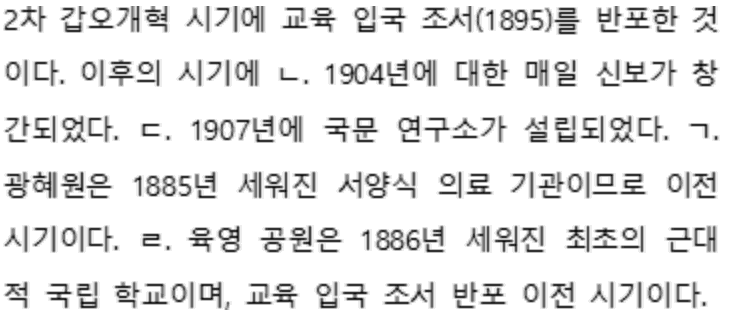 2차 갑오개혁 시기에 교육 입국 조서(1895)를 반포한 것
이다. 이후의 시기에 ㄴ. 1904년에 대한 매일 신보가 창
간되었다. ㄷ. 1907년에 국문 연구소가 설립되었다. ㄱ.
광혜원은 1885년 세워진 서양식 의료 기관이므로 이전
시기이다. ㄹ. 육영 공원은 1886년 세워진 최초의 근대
적 국립 학교이며, 교육 입국 조서 반포 이전 시기이다.